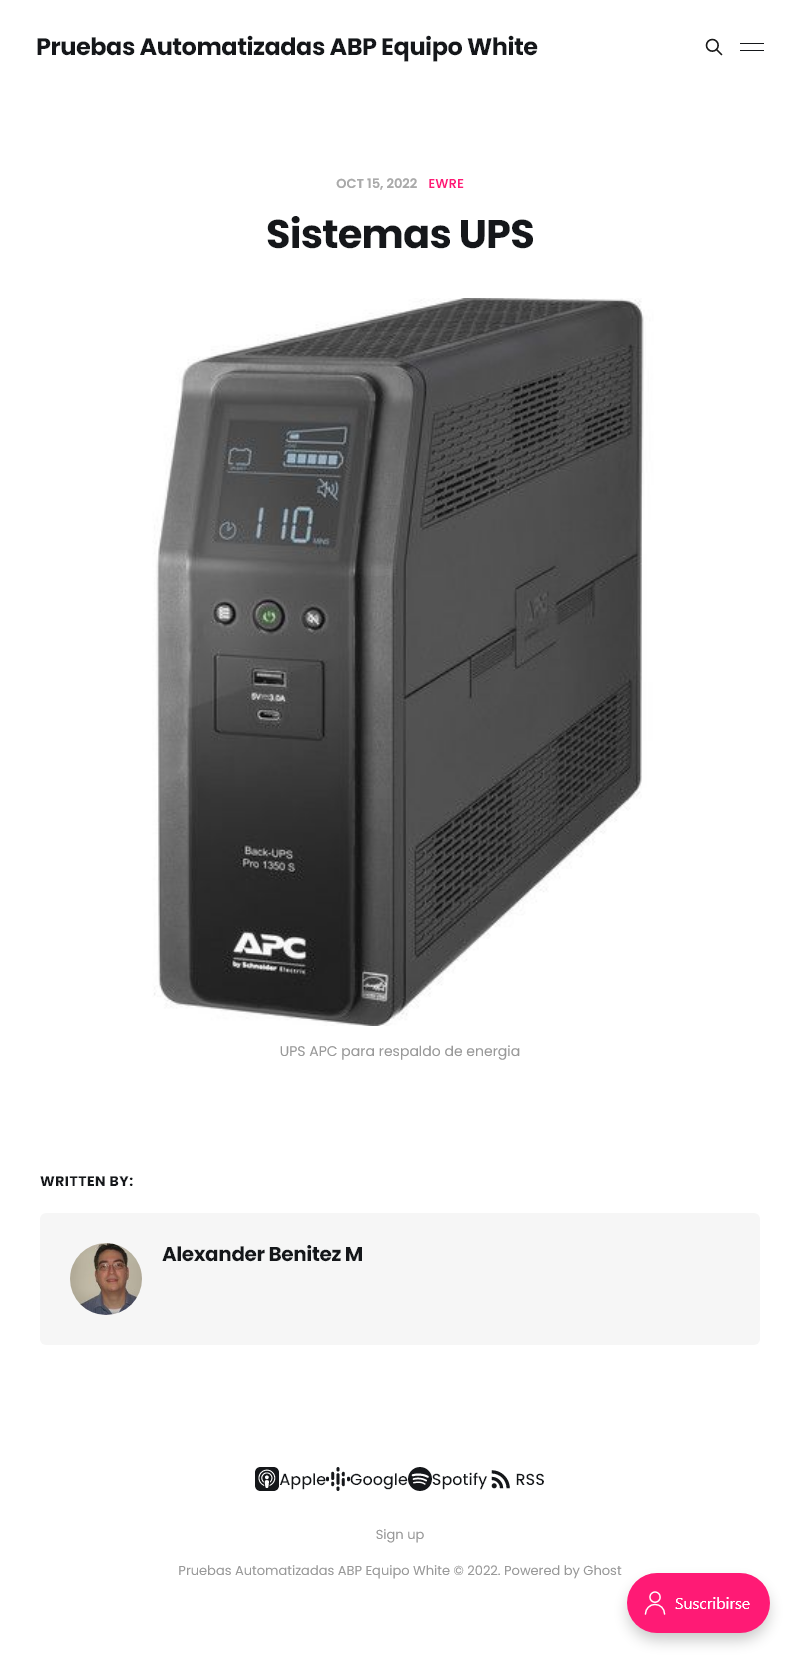 Pruebas Automatizadas ABP Equipo White
OCT 15, 2022 EWRE
Sistemas UPS
110 MINS
5V⎓3.0A
Back-UPS
Pro 1350 S
APC
by Schneider Electric
APC
UPS APC para respaldo de energia
WRITTEN BY:
Alexander Benitez M
Apple Google Spotify RSS
Sign up
Pruebas Automatizadas ABP Equipo White © 2022. Powered by Ghost
Suscribirse